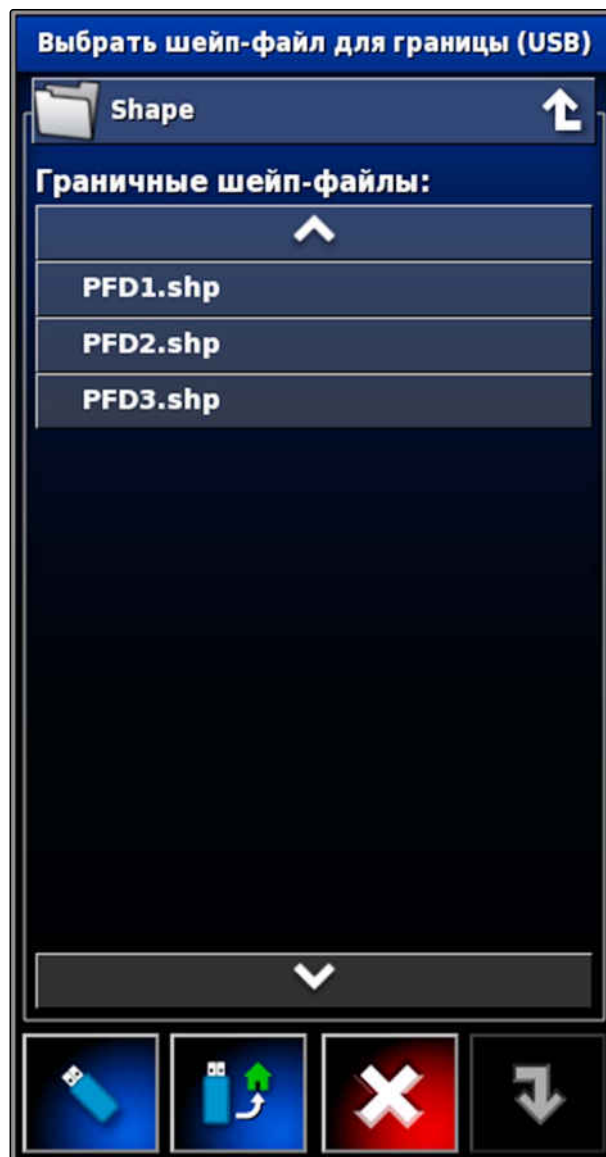 Выбрать шейп-файл для границы (USB)
Shape
Граничные шейп-файлы:
PFD1.shp
PFD2.shp
PFD3.shp